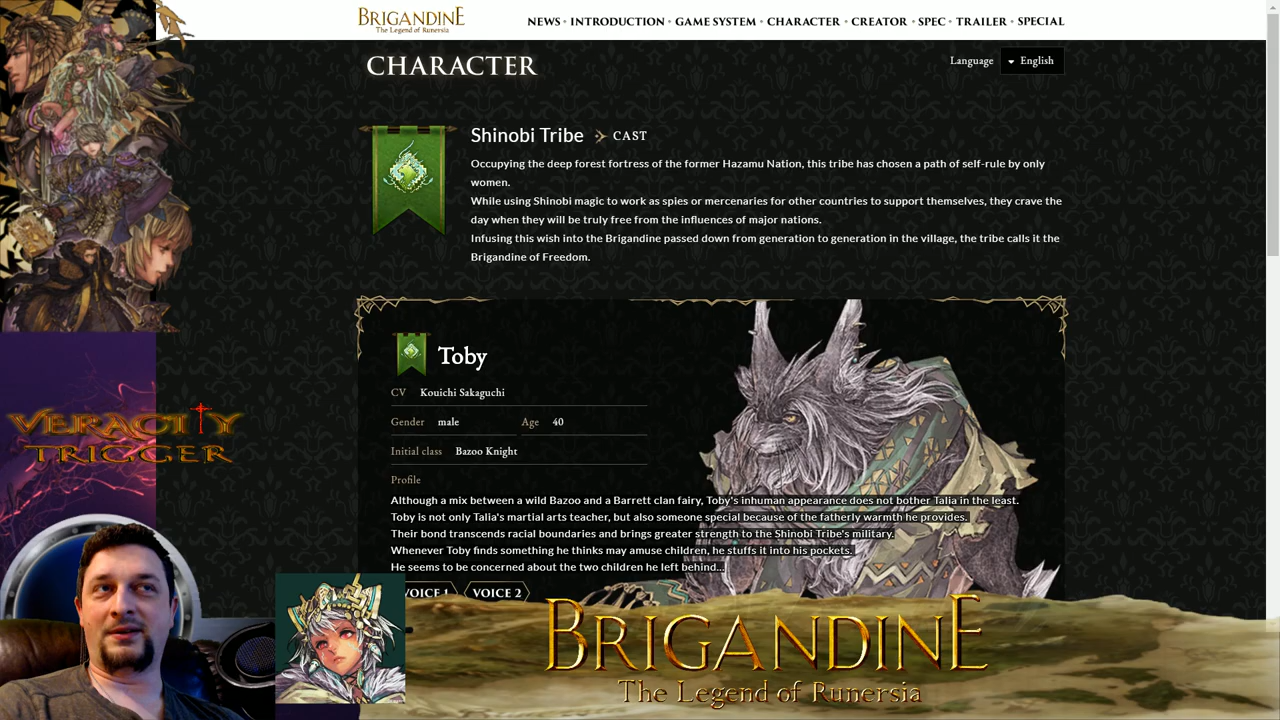 BRIGANDINE
The Legend of Runersia
NEWS • INTRODUCTION • GAME SYSTEM • CHARACTER • CREATOR • SPEC • TRAILER • SPECIAL
CHARACTER
Language English
Shinobi Tribe CAST
Occupying the deep forest fortress of the former Hazamu Nation, this tribe has chosen a path of self-rule by only
women.
While using Shinobi magic to work as spies or mercenaries for other countries to support themselves, they crave the
day when they will be truly free from the influences of major nations.
Infusing this wish into the Brigandine passed down from generation to generation in the village, the tribe calls it the
Brigandine of Freedom.
Toby
CV Kouichi Sakaguchi
Gender male Age 40
Initial class Bazoo Knight
Profile
Although a mix between a wild Bazoo and a Barrett clan fairy, Toby's inhuman appearance does not bother Talia in the least.
Toby is not only Talia's martial arts teacher, but also someone special because of the fatherly warmth he provides.
Their bond transcends racial boundaries and brings greater strength to the Shinobi Tribe's military.
Whenever Toby finds something he thinks may amuse children, he stuffs it into his pockets.
He seems to be concerned about the two children he left behind...
VOICE 1 VOICE 2
VERACITY
TRIGGER
BRIGANDINE
The Legend of Runersia